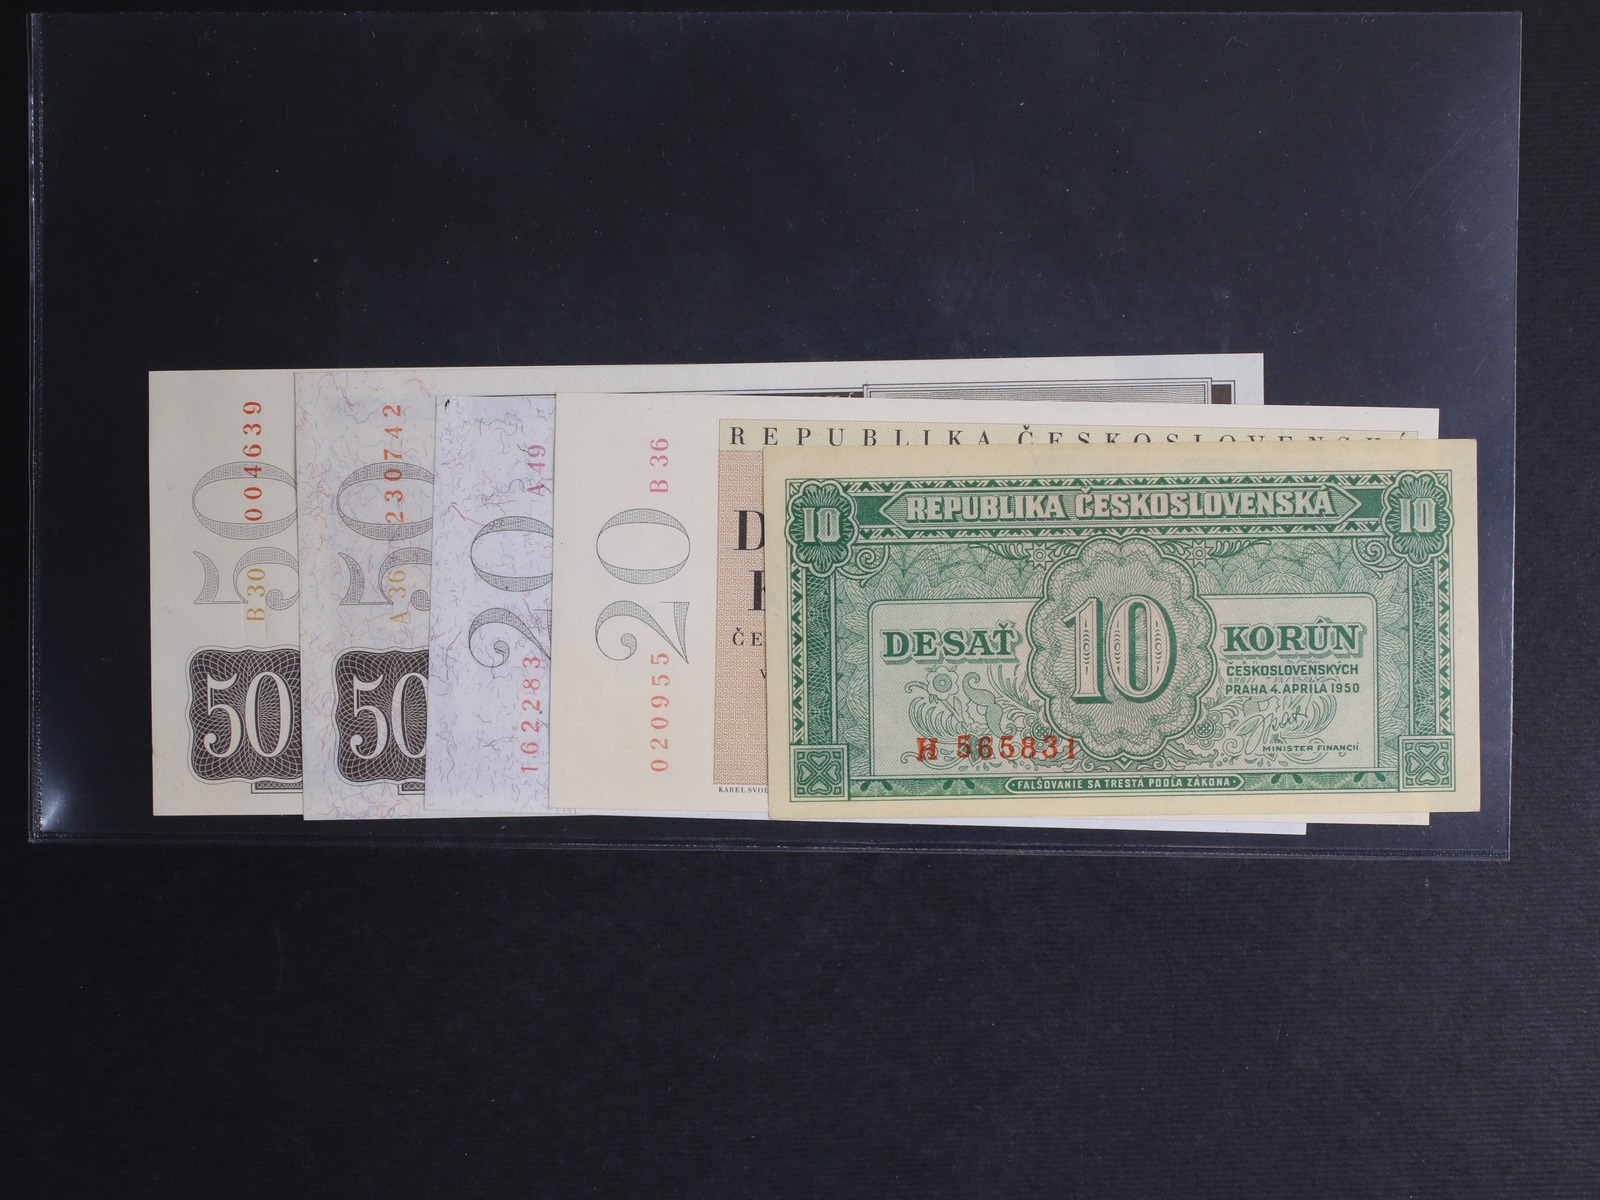 50
B 30 004639
50
50
A 36 230742
50
20
A 49
162283
20
B 36
020955
REPUBLIKA ČESKOSLOVENSKÁ
KAREL SVOL
10 REPUBLIKA ČESKOSLOVENSKÁ 10
DESAŤ 10 KORÚN
ČESKOSLOVENSKÝCH
PRAHA 4. APRÍLA 1950
H 565831
MINISTER FINANCIÍ
FALŠOVANIE SA TRESTÁ PODĽA ZÁKONA